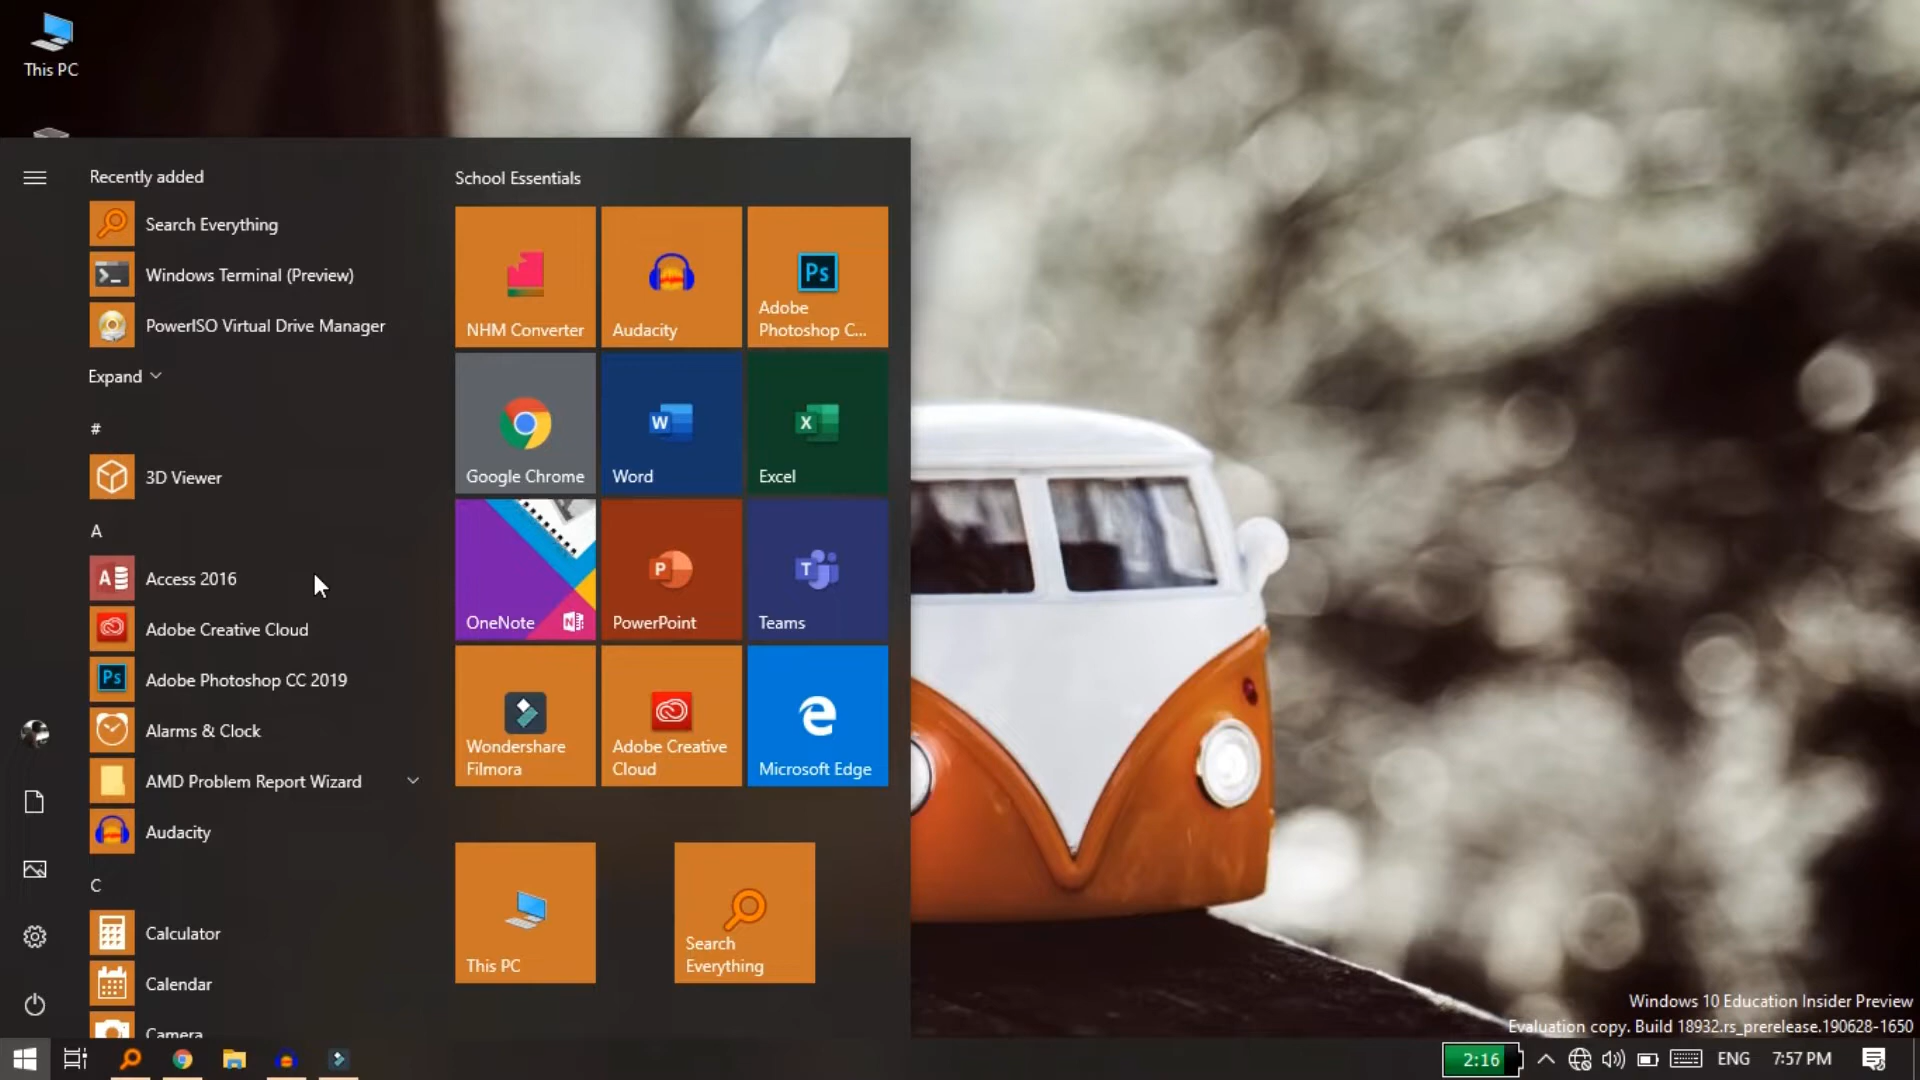 This PC
Recently added
Search Everything
Windows Terminal (Preview)
PowerISO Virtual Drive Manager
Expand
#
3D Viewer
A
Access 2016
Adobe Creative Cloud
Adobe Photoshop CC 2019
Alarms & Clock
AMD Problem Report Wizard
Audacity
C
Calculator
Calendar
Camera
School Essentials
NHM Converter
Audacity
Ps
Adobe
Photoshop C...
Google Chrome
W
Word
X
Excel
OneNote
N
P
PowerPoint
T
Teams
Wondershare
Filmora
Adobe Creative
Cloud
Microsoft Edge
This PC
Search
Everything
A
Ps
Windows 10 Education Insider Preview
Evaluation copy. Build 18932.rs_prerelease.190628-1650
2:16
ENG
7:57 PM